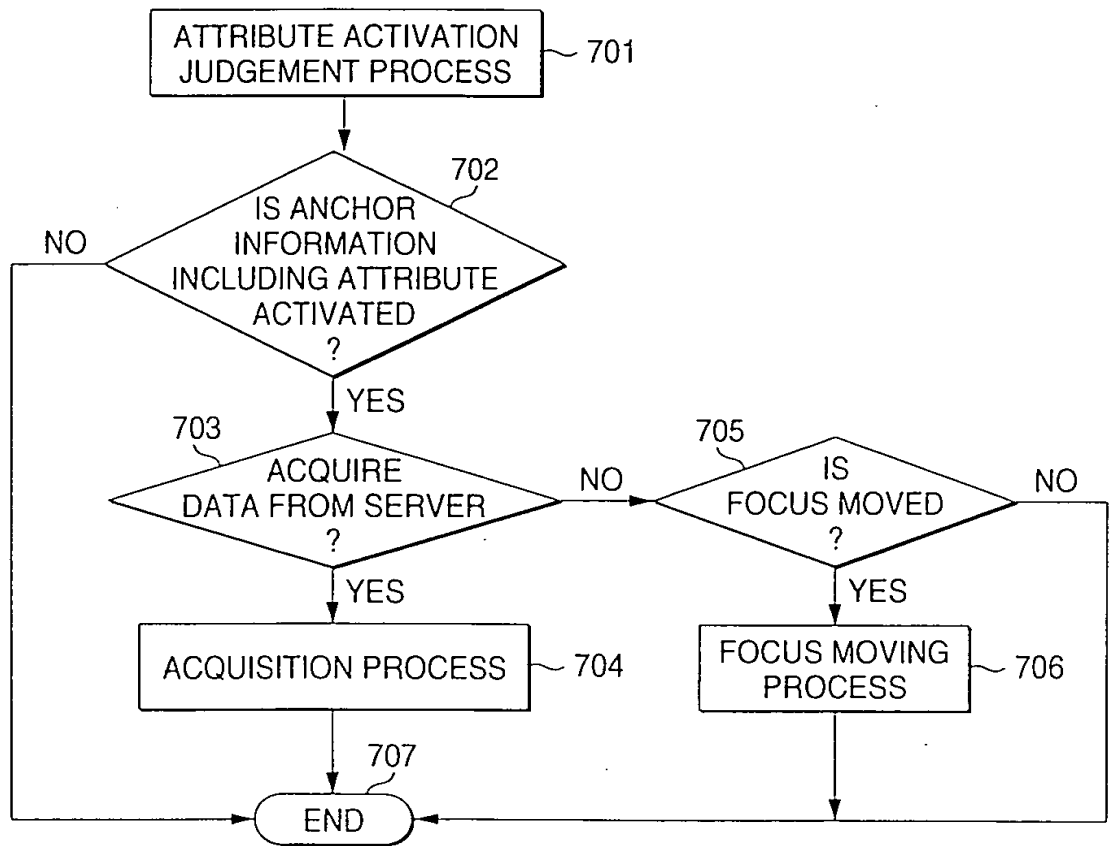 ATTRIBUTE ACTIVATION
JUDGEMENT PROCESS
701
702
IS ANCHOR
INFORMATION
INCLUDING ATTRIBUTE
ACTIVATED
?
NO
YES
703
ACQUIRE
DATA FROM SERVER
?
NO
705
IS
FOCUS MOVED
?
NO
YES
YES
ACQUISITION PROCESS
704
FOCUS MOVING
PROCESS
706
707
END